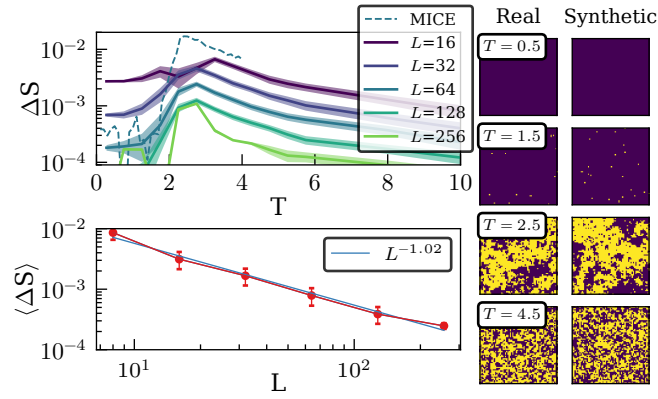 MICE
L=16
L=32
L=64
L=128
L=256
10⁻²
10⁻³
10⁻⁴
ΔS
0 2 4 6 8 10
T
10⁻²
10⁻³
10⁻⁴
⟨ΔS⟩
L⁻¹·⁰²
10¹ 10²
L
Real Synthetic
T = 0.5
T = 1.5
T = 2.5
T = 4.5